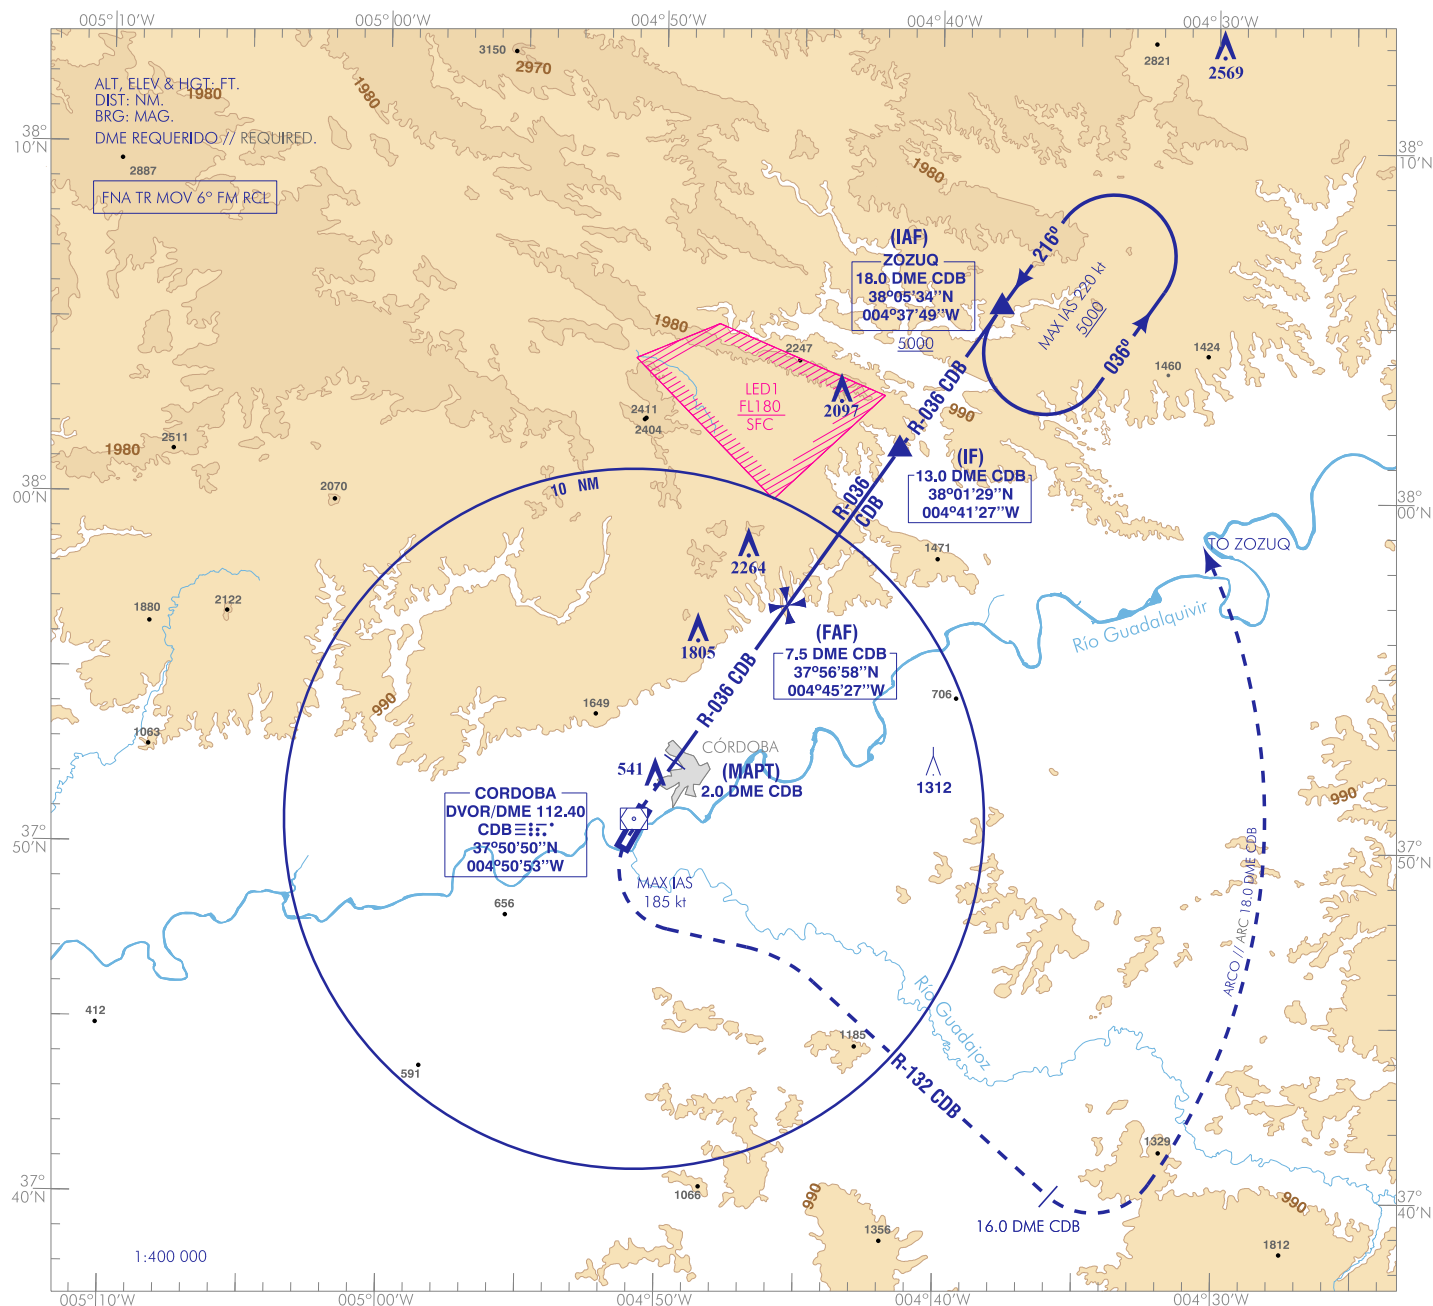 005°10'W
005°00'W
004°50'W
004°40'W
004°30'W
3150
2970
2821
2569
ALT, ELEV & HGT: FT.
DIST: NM.
BRG: MAG.
DME REQUERIDO // REQUIRED.
1980
1980
38°
10'N
38°
10'N
2887
FNA TR MOV 6° FM RCL
1980
(IAF)
ZOZUQ
18.0 DME CDB
38°05'34''N
004°37'49''W
5000
216°
MAX IAS 220 kt
5000
036°
1980
2247
1424
1460
R-036 CDB
LED1
FL180
SFC
2097
990
2411
2404
2511
1980
(IF)
13.0 DME CDB
38°01'29''N
004°41'27''W
10 NM
2070
R-036
CDB
38°
00'N
38°
00'N
TO ZOZUQ
2264
1471
1880
2122
Río Guadalquivir
1805
(FAF)
7.5 DME CDB
37°56'58''N
004°45'27''W
R-036 CDB
990
706
1649
1063
CÓRDOBA
541
(MAPT)
2.0 DME CDB
1312
990
CORDOBA
DVOR/DME 112.40
CDB
37°50'50''N
004°50'53''W
37°
50'N
37°
50'N
MAX IAS
185 kt
656
ARCO // ARC 18.0 DME CDB
Río Guadajoz
412
1185
591
R-132 CDB
1329
37°
40'N
37°
40'N
1066
990
990
16.0 DME CDB
1356
1812
1:400 000
005°10'W
005°00'W
004°50'W
004°40'W
004°30'W